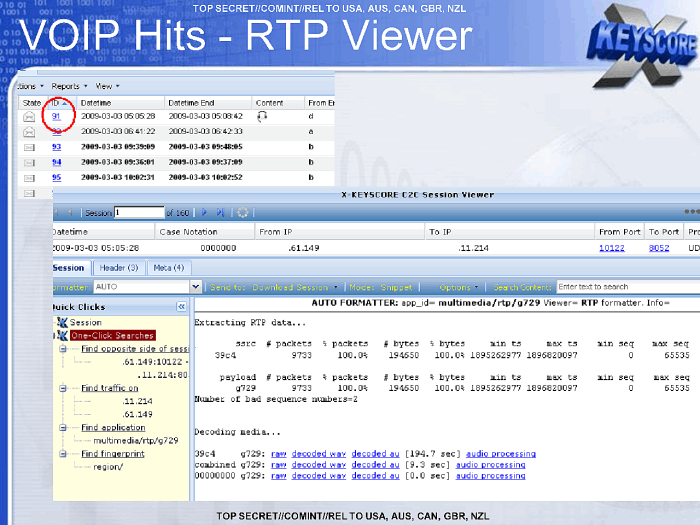 TOP SECRET//COMINT//REL TO USA, AUS, CAN, GBR, NZL
VOIP Hits - RTP Viewer
X KEYSCORE
ctions Reports View
State ID Datetime Datetime End Content From En
91 2009-03-03 05:05:28 2009-03-03 05:08:42 d
2009-03-03 06:41:22 2009-03-03 06:42:33 a
93 2009-03-03 09:39:09 2009-03-03 09:48:05 b
94 2009-03-03 09:36:01 2009-03-03 09:37:09 b
95 2009-03-03 10:02:31 2009-03-03 10:02:52 b
X-KEYSCORE C2C Session Viewer
Session 1 of 160
Datetime Case Notation From IP To IP From Port To Port Pro
2009-03-03 05:05:28 0000000 .61.149 .11.214 10122 8052 UD
Session Header (3) Meta (4)
ormatter: AUTO Send to: Download Session Mode: Snippet Options Search Content: Enter text to search
Quick Clicks
Session
One-Click Searches
Find opposite side of sessi
.61.149:10122 -
.11.214:80
Find traffic on
.11.214
.61.149
Find application
multimedia/rtp/g729
Find fingerprint
region/
AUTO FORMATTER: app_id= multimedia/rtp/g729 Viewer= RTP formatter. Info=
Extracting RTP data...
ssrc # packets % packets # bytes % bytes min ts max ts min seq max seq
39c4 9733 100.0% 194650 100.0% 1895262977 1896820097 0 65535
payload # packets % packets # bytes % bytes min ts max ts min seq max seq
g729 9733 100.0% 194650 100.0% 1895262977 1896820097 0 65535
Number of bad sequence numbers=2
Decoding media...
39c4 g729: raw decoded wav decoded au [194.7 sec] audio processing
combined g729: raw decoded wav decoded au [9.3 sec] audio processing
00000000 g729: raw decoded wav decoded au [0.0 sec] audio processing
TOP SECRET//COMINT//REL TO USA, AUS, CAN, GBR, NZL